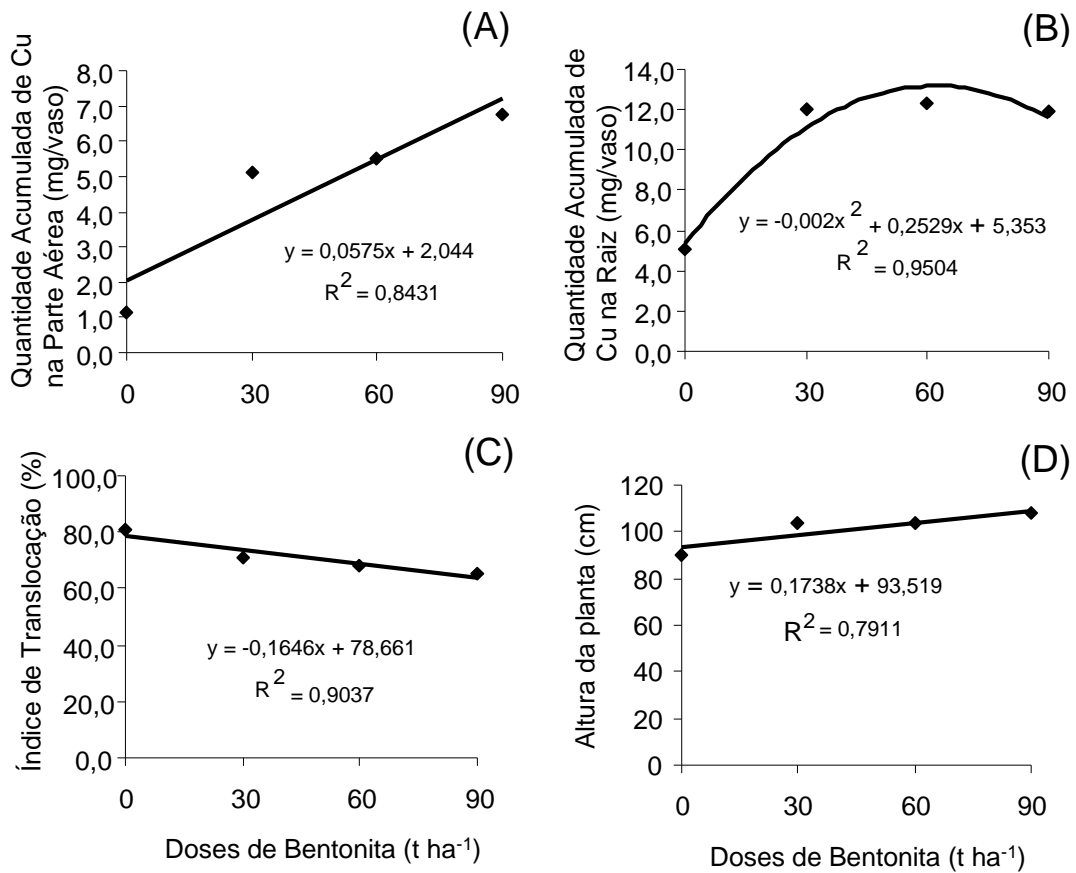 (A)
Quantidade Acumulada de Cu
na Parte Aérea (mg/vaso)
8,0
7,0
6,0
5,0
4,0
3,0
2,0
1,0
0,0
y = 0,0575x + 2,044
R² = 0,8431
0 30 60 90
(B)
Quantidade Acumulada de
Cu na Raiz (mg/vaso)
14,0
12,0
10,0
8,0
6,0
4,0
2,0
0,0
y = -0,002x² + 0,2529x + 5,353
R² = 0,9504
0 30 60 90
(C)
Índice de Translocação (%)
100,0
80,0
60,0
40,0
20,0
0,0
y = -0,1646x + 78,661
R² = 0,9037
0 30 60 90
Doses de Bentonita (t ha⁻¹)
(D)
Altura da planta (cm)
120
100
80
60
40
20
0
y = 0,1738x + 93,519
R² = 0,7911
0 30 60 90
Doses de Bentonita (t ha⁻¹)